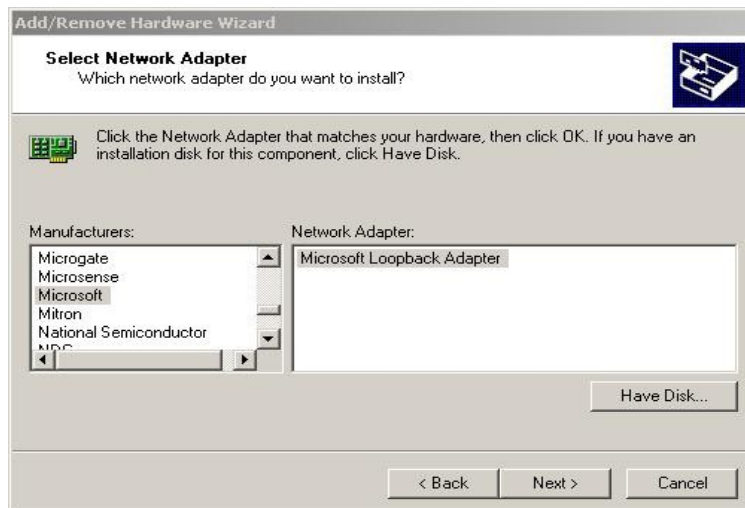 Add/Remove Hardware Wizard
Select Network Adapter
Which network adapter do you want to install?
Click the Network Adapter that matches your hardware, then click OK. If you have an
installation disk for this component, click Have Disk.
Manufacturers:
Microgate
Microsense
Microsoft
Mitron
National Semiconductor
Network Adapter:
Microsoft Loopback Adapter
Have Disk...
< Back
Next >
Cancel